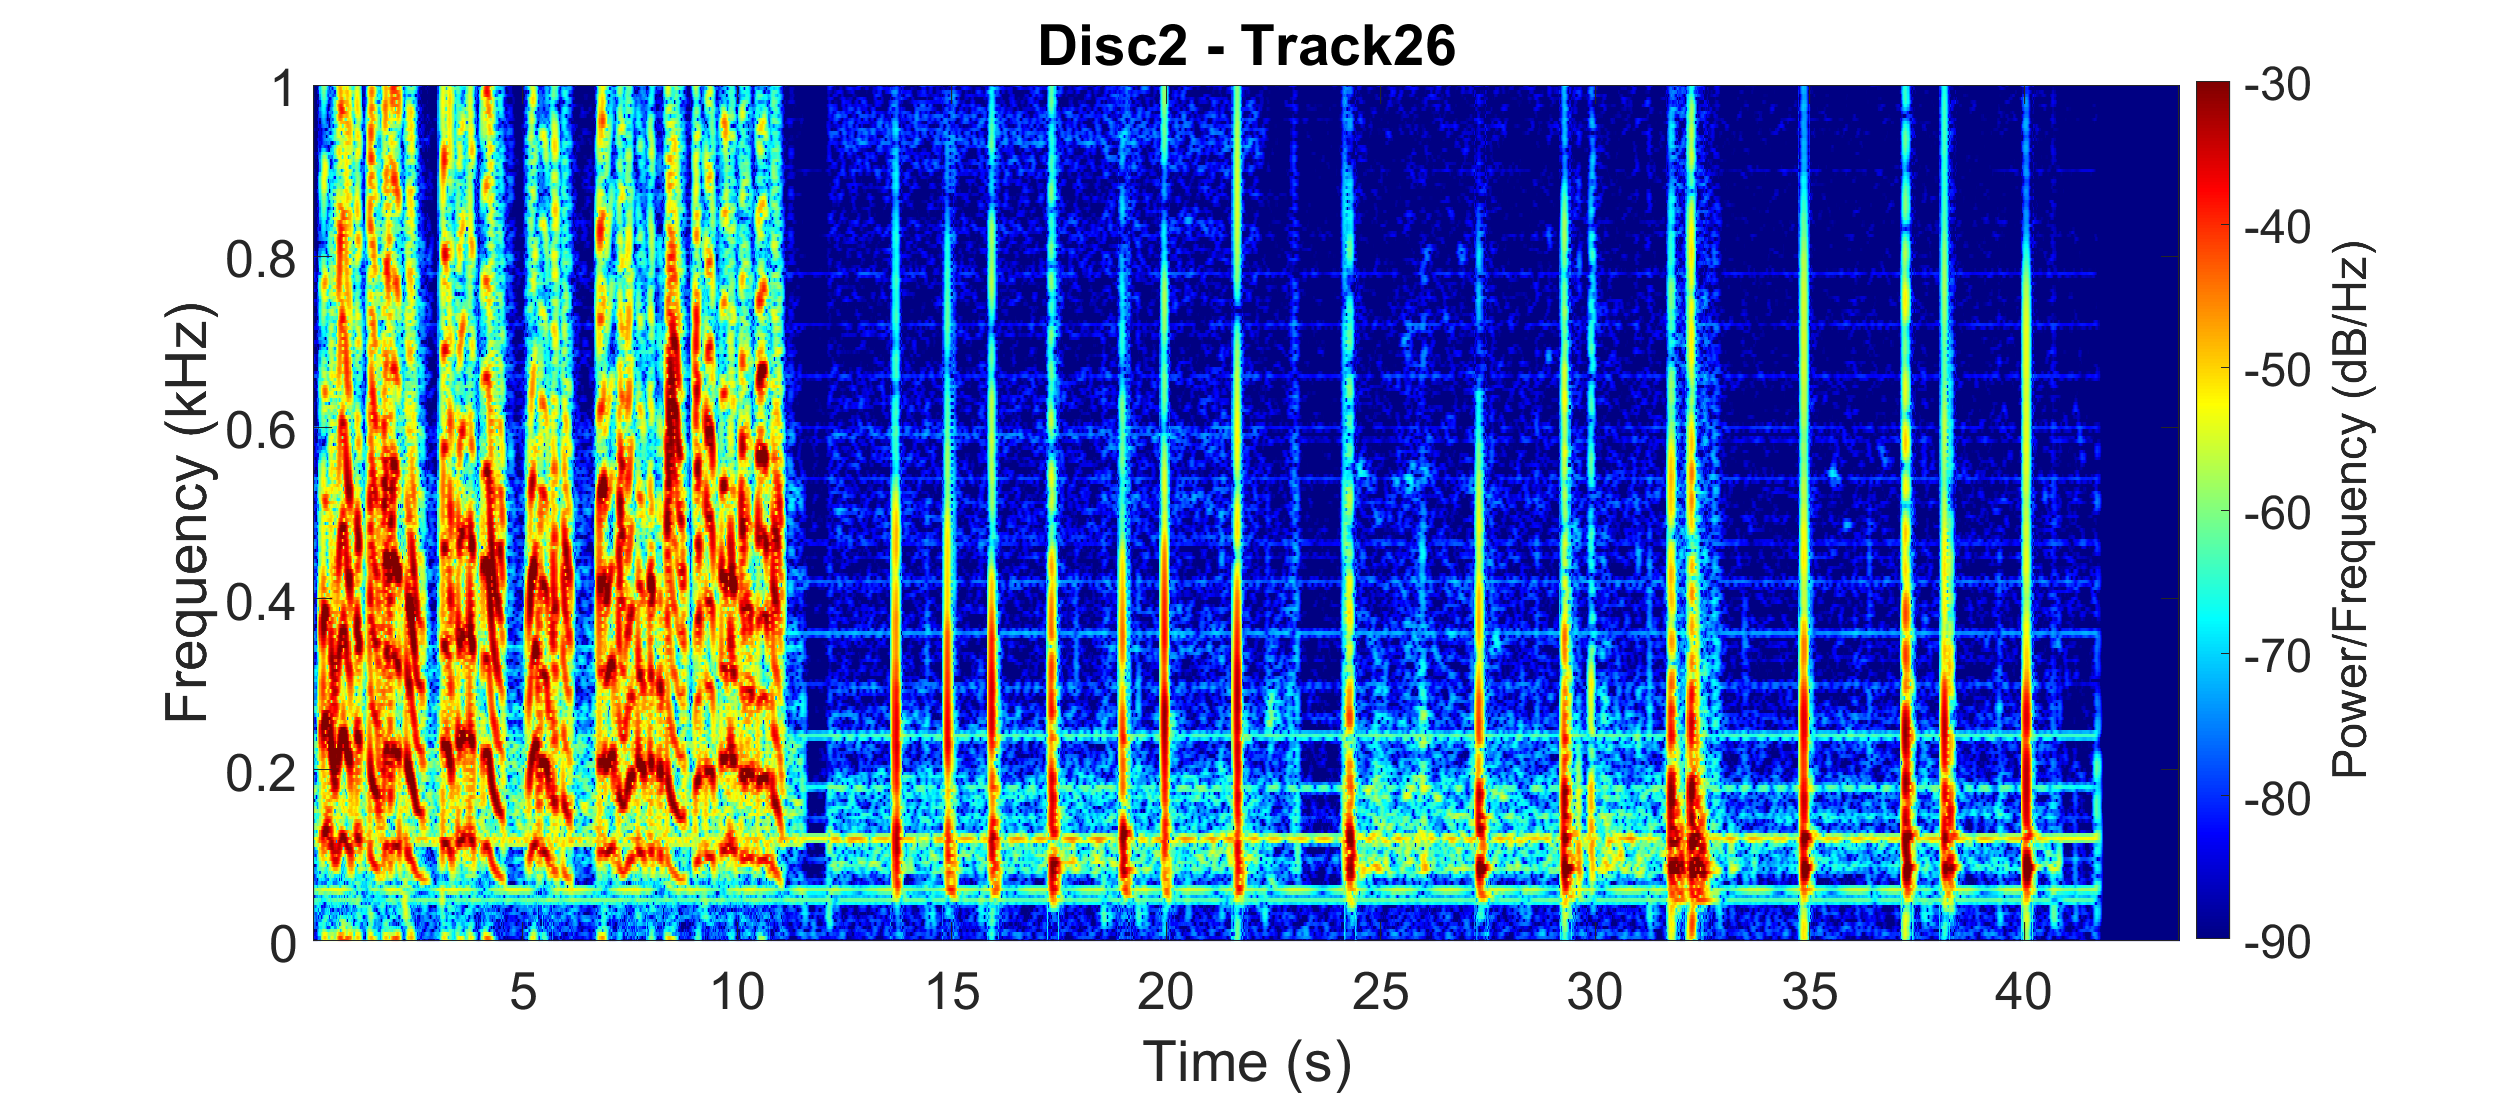 Disc2 - Track26
1
0.8
0.6
0.4
0.2
0
Frequency (kHz)
5 10 15 20 25 30 35 40
Time (s)
-30
-40
-50
-60
-70
-80
-90
Power/Frequency (dB/Hz)